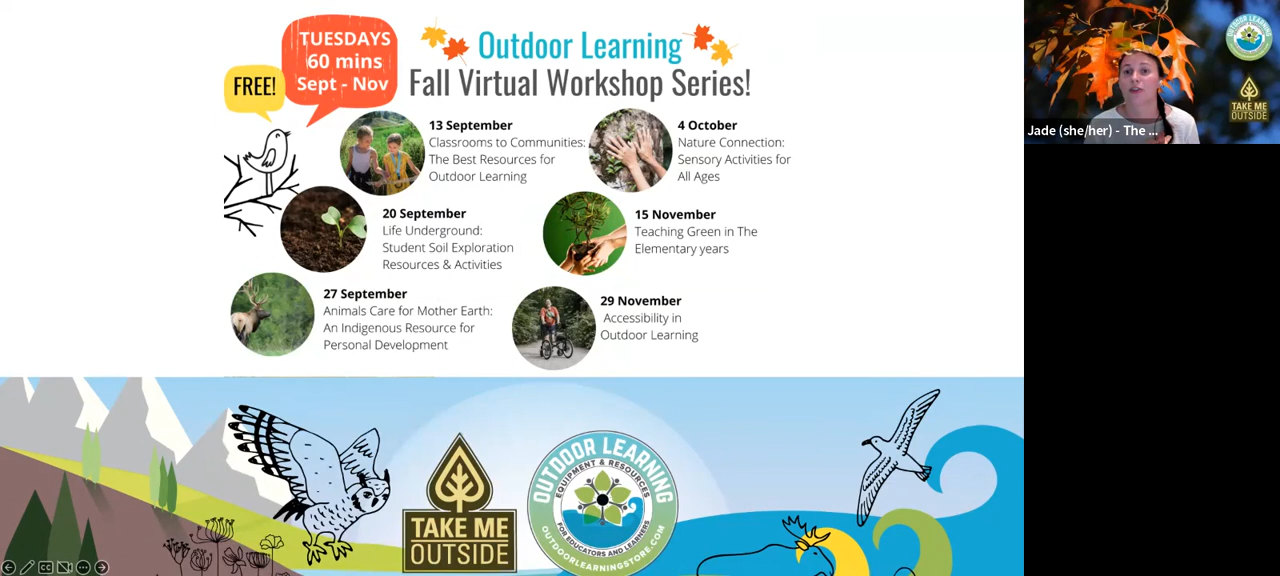 TUESDAYS
60 mins
Sept - Nov
FREE!
Outdoor Learning
Fall Virtual Workshop Series!
13 September
Classrooms to Communities:
The Best Resources for
Outdoor Learning
4 October
Nature Connection:
Sensory Activities for
All Ages
20 September
Life Underground:
Student Soil Exploration
Resources & Activities
15 November
Teaching Green in The
Elementary years
27 September
Animals Care for Mother Earth:
An Indigenous Resource for
Personal Development
29 November
Accessibility in
Outdoor Learning
TAKE ME
OUTSIDE
OUTDOOR LEARNING
EQUIPMENT & RESOURCES
FOR EDUCATORS AND LEARNERS
OUTDOORLEARNINGSTORE.COM
CC
OUTDOOR LEARNING
TAKE ME
OUTSIDE
Jade (she/her) - The ...